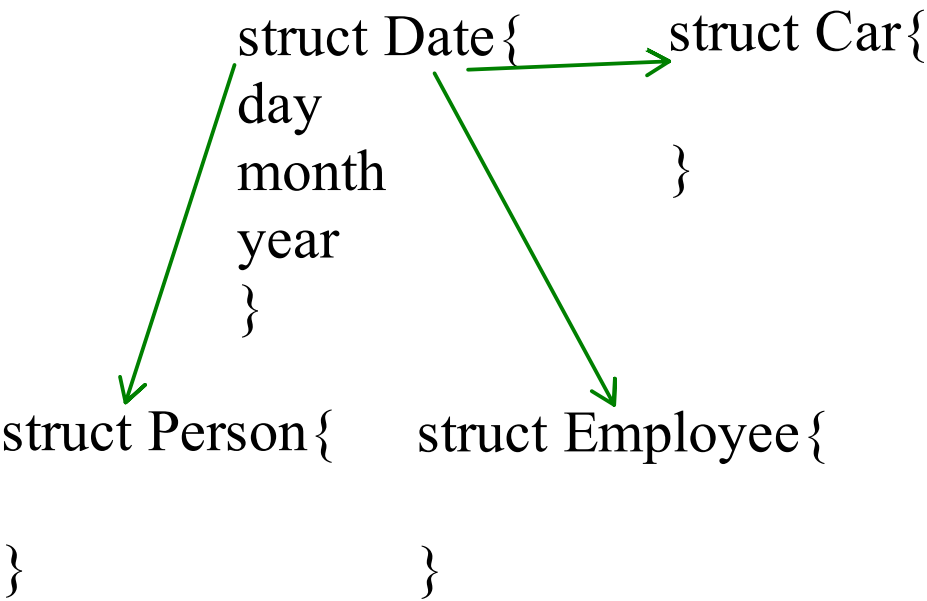 struct Date{
day
month
year
}
struct Car{
}
struct Person{
}
struct Employee{
}